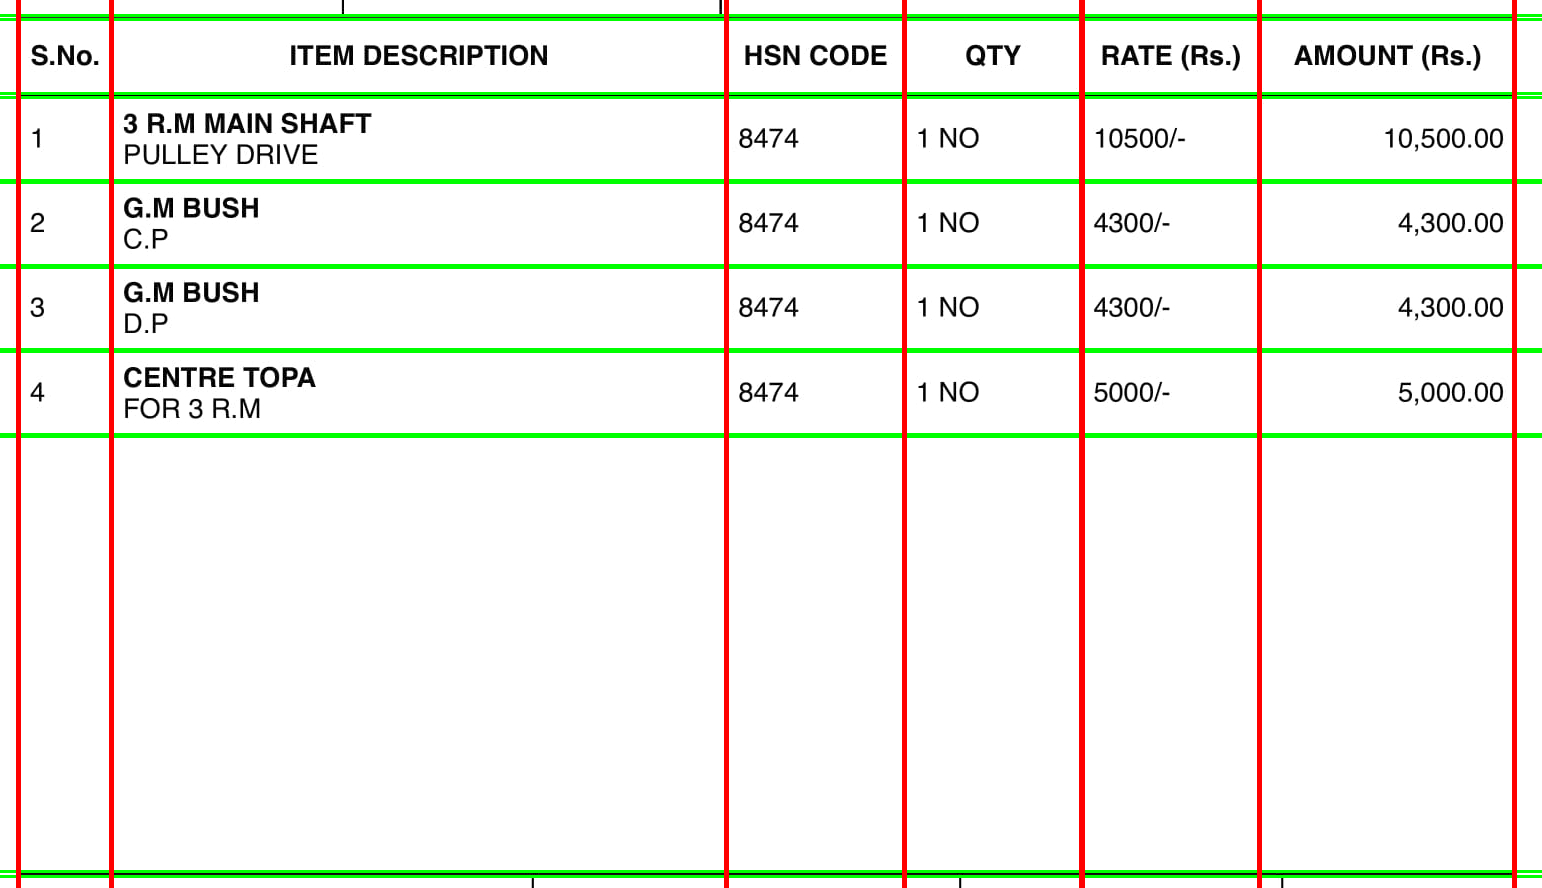 S.No. ITEM DESCRIPTION HSN CODE QTY RATE (Rs.) AMOUNT (Rs.)
1 3 R.M MAIN SHAFT 8474 1 NO 10500/- 10,500.00
PULLEY DRIVE
2 G.M BUSH 8474 1 NO 4300/- 4,300.00
C.P
3 G.M BUSH 8474 1 NO 4300/- 4,300.00
D.P
4 CENTRE TOPA 8474 1 NO 5000/- 5,000.00
FOR 3 R.M